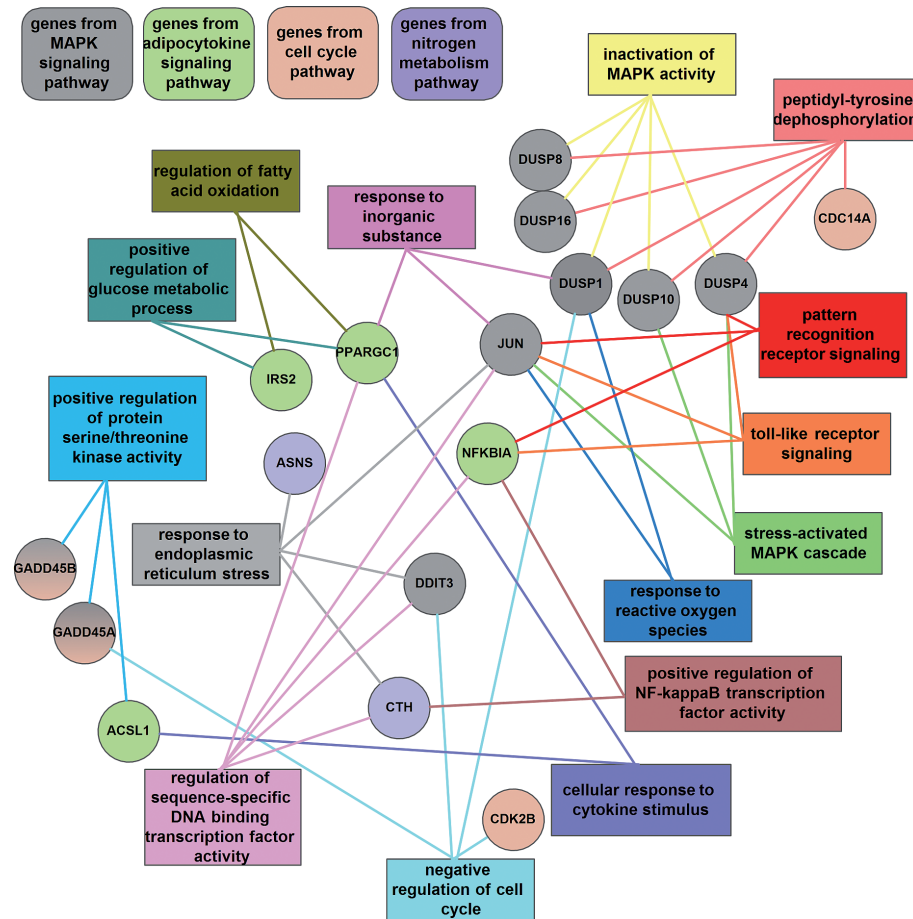 genes from
MAPK
signaling
pathway
genes from
adipocytokine
signaling
pathway
genes from
cell cycle
pathway
genes from
nitrogen
metabolism
pathway
inactivation of
MAPK activity
peptidyl-tyrosine
dephosphorylation
regulation of fatty
acid oxidation
response to
inorganic
substance
DUSP8
DUSP16
CDC14A
positive
regulation of
glucose metabolic
process
DUSP1
DUSP10
DUSP4
pattern
recognition
receptor signaling
IRS2
PPARGC1
JUN
positive regulation
of protein
serine/threonine
kinase activity
ASNS
NFKBIA
toll-like receptor
signaling
response to
endoplasmic
reticulum stress
stress-activated
MAPK cascade
GADD45B
DDIT3
response to
reactive oxygen
species
GADD45A
positive regulation of
NF-kappaB transcription
factor activity
CTH
ACSL1
regulation of
sequence-specific
DNA binding
transcription factor
activity
cellular response to
cytokine stimulus
CDK2B
negative
regulation of cell
cycle